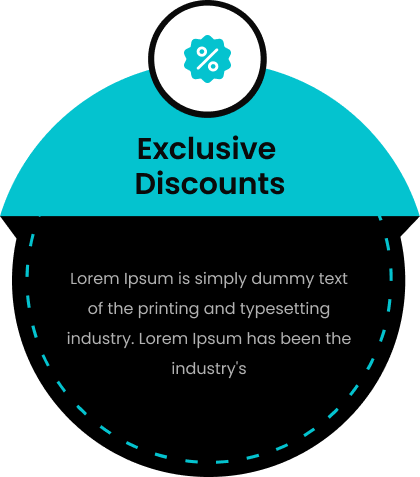 %
Exclusive
Discounts
Lorem Ipsum is simply dummy text
of the printing and typesetting
industry. Lorem Ipsum has been the
industry's